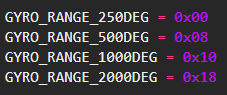 GYRO_RANGE_250DEG = 0x00
GYRO_RANGE_500DEG = 0x08
GYRO_RANGE_1000DEG = 0x10
GYRO_RANGE_2000DEG = 0x18